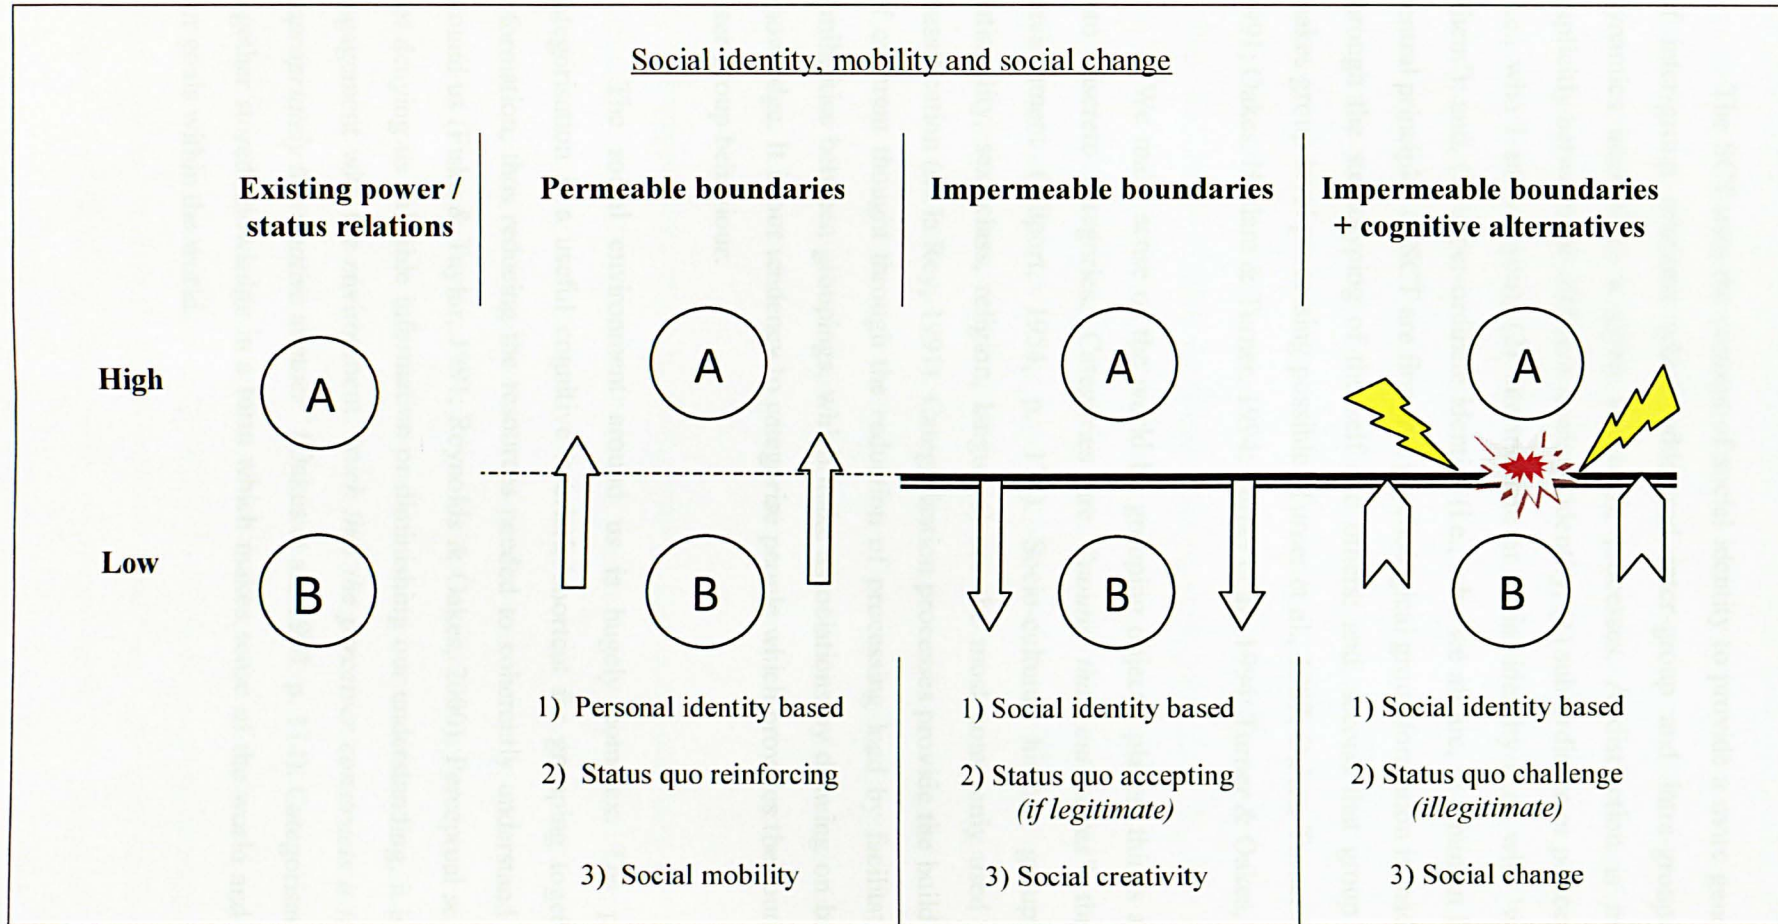 Social identity, mobility and social change
Existing power /
status relations
Permeable boundaries
Impermeable boundaries
Impermeable boundaries
+ cognitive alternatives
High
A
A
A
A
Low
B
B
B
B
1) Personal identity based
2) Status quo reinforcing
3) Social mobility
1) Social identity based
2) Status quo accepting
(if legitimate)
3) Social creativity
1) Social identity based
2) Status quo challenge
(illegitimate)
3) Social change